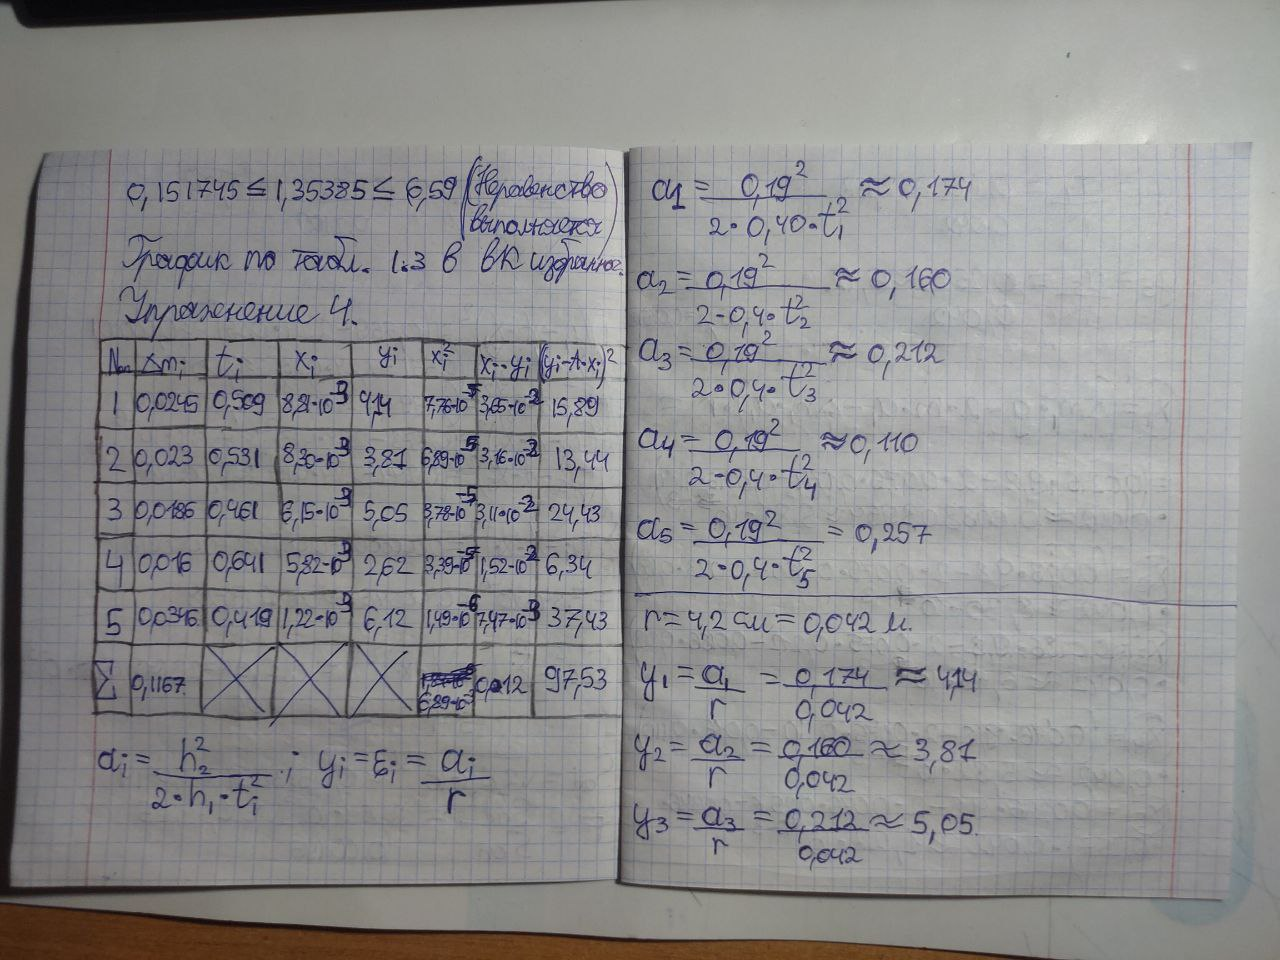 0,151745 ≤ 1,35385 ≤ 6,59 (Неравенство
выполняется)
График по табл. 1.3 в ВК избранное.
Упражнение 4.
№ Δmᵢ tᵢ xᵢ yᵢ xᵢ² xᵢ·yᵢ (yᵢ-A·xᵢ)²
1 0,0245 0,509 8,81·10⁻³ 4,14 7,76·10⁻⁵ 3,65·10⁻² 15,89
2 0,023 0,531 8,30·10⁻³ 3,81 6,89·10⁻⁵ 3,16·10⁻² 13,44
3 0,0186 0,461 6,15·10⁻³ 5,05 3,78·10⁻⁵ 3,11·10⁻² 24,43
4 0,016 0,641 5,82·10⁻³ 2,62 3,39·10⁻⁵ 1,52·10⁻² 6,34
5 0,0346 0,419 1,22·10⁻³ 6,12 1,49·10⁻⁶ 7,47·10⁻³ 37,43
Σ 0,1167 0,012 97,53
aᵢ = h₂² / 2·h₁·tᵢ² ; yᵢ = εᵢ = aᵢ / r
a₁ = 0,19² / 2·0,40·t₁² ≈ 0,174
a₂ = 0,19² / 2·0,4·t₂² ≈ 0,160
a₃ = 0,19² / 2·0,4·t₃² ≈ 0,212
a₄ = 0,19² / 2·0,4·t₄² ≈ 0,110
a₅ = 0,19² / 2·0,4·t₅² = 0,257
r = 4,2 см = 0,042 м.
y₁ = a₁ / r = 0,174 / 0,042 ≈ 4,14
y₂ = a₂ / r = 0,160 / 0,042 ≈ 3,81
y₃ = a₃ / r = 0,212 / 0,042 ≈ 5,05.